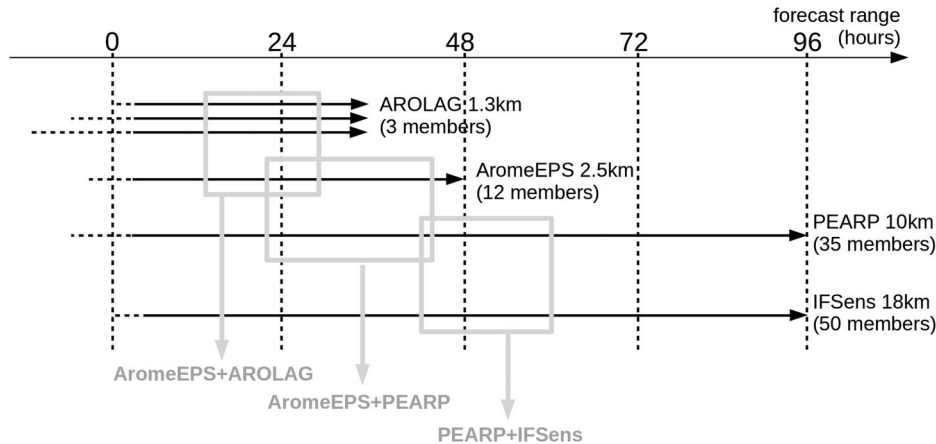 forecast range
(hours)
0 24 48 72 96
AROLAG 1.3km
(3 members)
AromeEPS 2.5km
(12 members)
PEARP 10km
(35 members)
IFSens 18km
(50 members)
AromeEPS+AROLAG
AromeEPS+PEARP
PEARP+IFSens